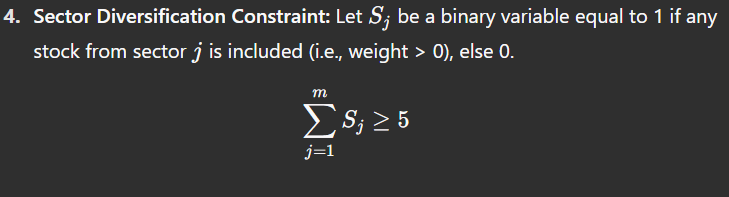 4. Sector Diversification Constraint: Let S_j be a binary variable equal to 1 if any
stock from sector j is included (i.e., weight > 0), else 0.
m
∑ S_j ≥ 5
j=1